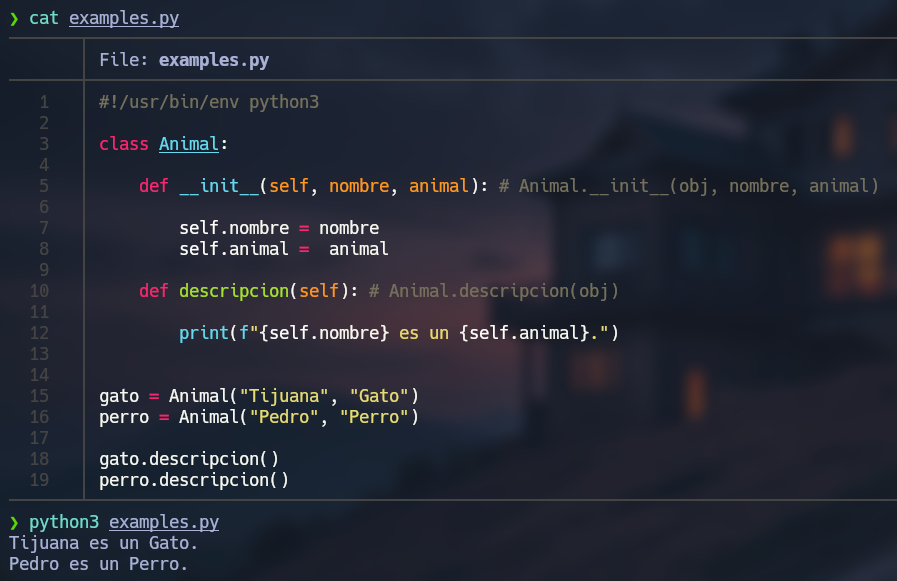 ❯ cat examples.py
File: examples.py
1 #!/usr/bin/env python3
2
3 class Animal:
4
5     def __init__(self, nombre, animal): # Animal.__init__(obj, nombre, animal)
6
7         self.nombre = nombre
8         self.animal =  animal
9
10     def descripcion(self): # Animal.descripcion(obj)
11
12         print(f"{self.nombre} es un {self.animal}.")
13
14
15 gato = Animal("Tijuana", "Gato")
16 perro = Animal("Pedro", "Perro")
17
18 gato.descripcion()
19 perro.descripcion()
❯ python3 examples.py
Tijuana es un Gato.
Pedro es un Perro.